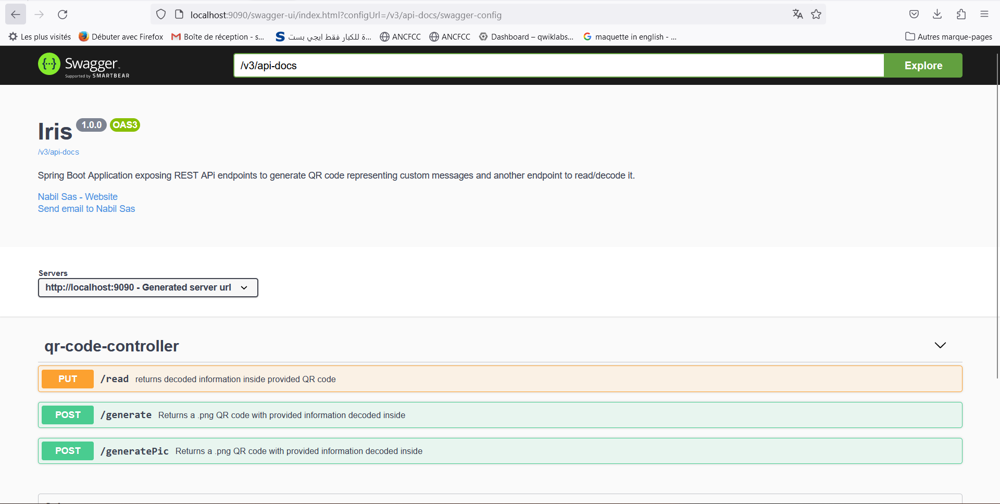 localhost:9090/swagger-ui/index.html?configUrl=/v3/api-docs/swagger-config
Les plus visités Débuter avec Firefox Boîte de réception - s... ة للكبار فقط ايجي بست... ANCFCC ANCFCC Dashboard – qwiklabs... maquette in english - ... Autres marque-pages
Swagger
Supported by SMARTBEAR
/v3/api-docs Explore
Iris 1.0.0 OAS3
/v3/api-docs
Spring Boot Application exposing REST APi endpoints to generate QR code representing custom messages and another endpoint to read/decode it.
Nabil Sas - Website
Send email to Nabil Sas
Servers
http://localhost:9090 - Generated server url
qr-code-controller
PUT /read returns decoded information inside provided QR code
POST /generate Returns a .png QR code with provided information decoded inside
POST /generatePic Returns a .png QR code with provided information decoded inside